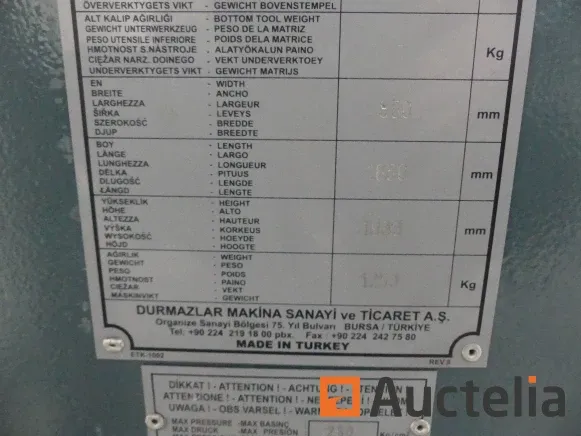 ÖVERVERKTYGETS VIKT - GEWICHT BOVENSTEMPEL
ALT KALIP AĞIRLIĞI - BOTTOM TOOL WEIGHT
GEWICHT UNTERWERKZEUG - PESO DE LA MATRIZ
PESO UTENSILE INFERIORE - POIDS DELA MATRICE
HMOTNOST S.NÁSTROJE - ALATYÖKALUN PAINO
CIĘŻAR NARZ. DOINEGO - VEKT UNDERVERKTOEY
UNDERVERKTYGETS VIKT - GEWICHT MATRIJS
Kg
EN - WIDTH
BREITE - ANCHO
LARGHEZZA - LARGEUR
ŠIŘKA - LEVEYS
SZEROKOŚĆ - BREDDE
DJUP - BREEDTE
mm
BOY - LENGTH
LÄNGE - LARGO
LUNGHEZZA - LONGUEUR
DÉLKA - PITUUS
DLUGOŚĆ - LENGDE
LÄNGD - LENGTE
mm
YÜKSEKLİK - HEIGHT
HÖHE - ALTO
ALTEZZA - HAUTEUR
VÝŠKA - KORKEUS
WYSOKOŚĆ - HOEYDE
HÖJD - HOOGTE
mm
AĞIRLIK - WEIGHT
GEWICHT - PESO
PESO - POIDS
HMOTNOST - PAINO
CIĘŻAR - VEKT
MASKINVIKT - GEWICHT
Kg
DURMAZLAR MAKİNA SANAYİ ve TİCARET A.Ş.
Organize Sanayi Bölgesi 75. Yıl Bulvarı BURSA / TÜRKİYE
Tel: +90 224 219 18 00 pbx. Fax : +90 224 242 75 80
MADE IN TURKEY
ETK-1002 REV.0
DİKKAT ! - ATTENTION ! - ACHTUNG ! - ATENSION
ATTENZIONE ! - ATTENTION !
UWAGA ! - OBS VARSEL !
MAX PRESSURE - MAX BASINÇ
MAX DRUCK - MAX PRESIÓN
Auctelia